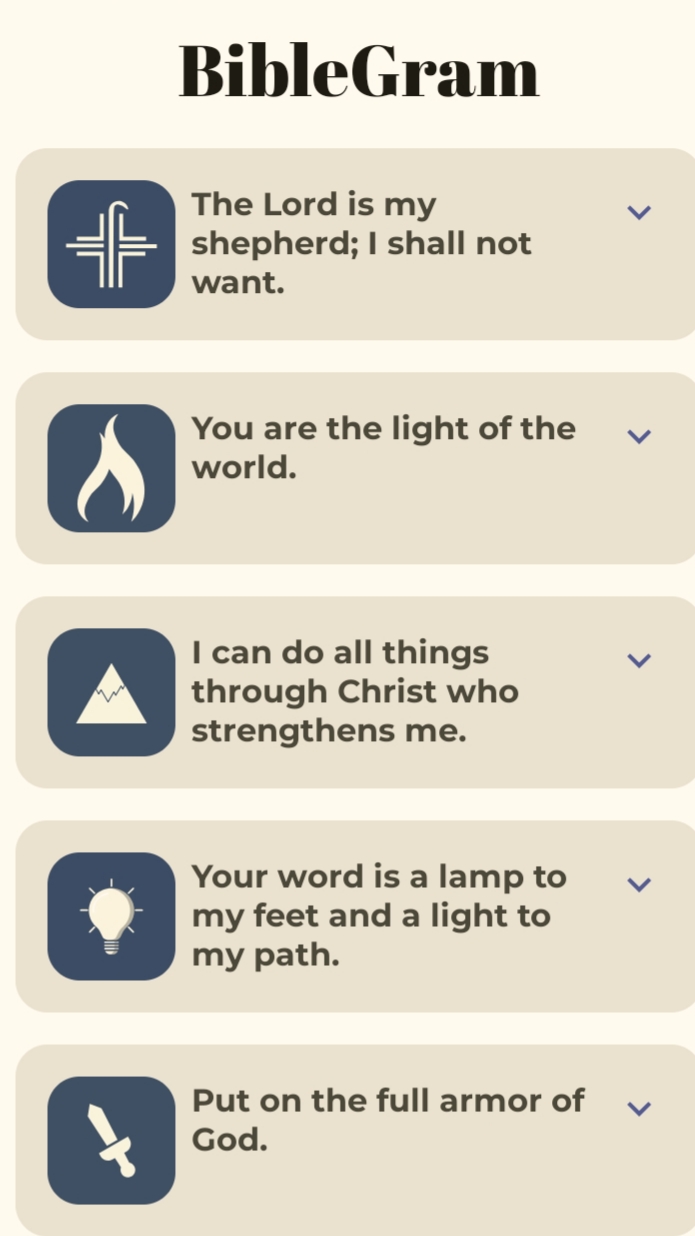 BibleGram
The Lord is my
shepherd; I shall not
want.
You are the light of the
world.
I can do all things
through Christ who
strengthens me.
Your word is a lamp to
my feet and a light to
my path.
Put on the full armor of
God.